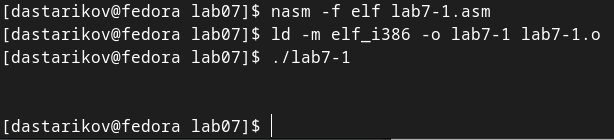 [dastarikov@fedora lab07]$ nasm -f elf lab7-1.asm
[dastarikov@fedora lab07]$ ld -m elf_i386 -o lab7-1 lab7-1.o
[dastarikov@fedora lab07]$ ./lab7-1
[dastarikov@fedora lab07]$